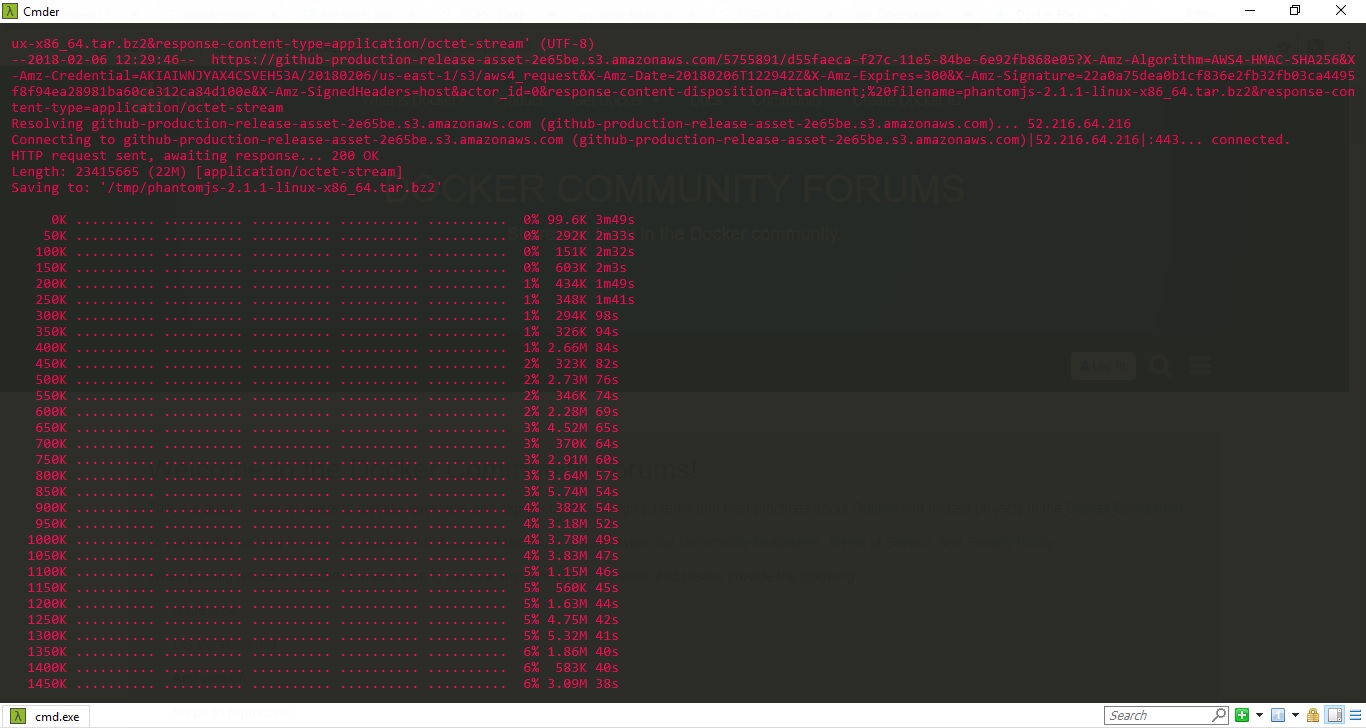 Cmder
ux-x86_64.tar.bz2&response-content-type=application/octet-stream' (UTF-8)
--2018-02-06 12:29:46--  https://github-production-release-asset-2e65be.s3.amazonaws.com/5755891/d55faeca-f27c-11e5-84be-6e92fb868e05?X-Amz-Algorithm=AWS4-HMAC-SHA256&X
-Amz-Credential=AKIAIWNJYAX4CSVEH53A/20180206/us-east-1/s3/aws4_request&X-Amz-Date=20180206T122942Z&X-Amz-Expires=300&X-Amz-Signature=22a0a75dea0b1cf836e2fb32fb03ca4495
f8f94ea28981ba60ce312ca84d100e&X-Amz-SignedHeaders=host&actor_id=0&response-content-disposition=attachment;%20filename=phantomjs-2.1.1-linux-x86_64.tar.bz2&response-con
tent-type=application/octet-stream
Resolving github-production-release-asset-2e65be.s3.amazonaws.com (github-production-release-asset-2e65be.s3.amazonaws.com)... 52.216.64.216
Connecting to github-production-release-asset-2e65be.s3.amazonaws.com (github-production-release-asset-2e65be.s3.amazonaws.com)|52.216.64.216|:443... connected.
HTTP request sent, awaiting response... 200 OK
Length: 23415665 (22M) [application/octet-stream]
Saving to: '/tmp/phantomjs-2.1.1-linux-x86_64.tar.bz2'
DOCKER COMMUNITY FORUMS
0K .......... .......... .......... .......... ..........  0% 99.6K 3m49s
50K .......... .......... .......... .......... ..........  0%  292K 2m33s
in the Docker community.
100K .......... .......... .......... .......... ..........  0%  151K 2m32s
150K .......... .......... .......... .......... ..........  0%  603K 2m3s
200K .......... .......... .......... .......... ..........  1%  434K 1m49s
250K .......... .......... .......... .......... ..........  1%  348K 1m41s
300K .......... .......... .......... .......... ..........  1%  294K 98s
350K .......... .......... .......... .......... ..........  1%  326K 94s
400K .......... .......... .......... .......... ..........  1% 2.66M 84s
450K .......... .......... .......... .......... ..........  2%  323K 82s
500K .......... .......... .......... .......... ..........  2% 2.73M 76s
550K .......... .......... .......... .......... ..........  2%  346K 74s
600K .......... .......... .......... .......... ..........  2% 2.28M 69s
650K .......... .......... .......... .......... ..........  3% 4.52M 65s
700K .......... .......... .......... .......... ..........  3%  370K 64s
750K .......... .......... .......... .......... ..........  3% 2.91M 60s
800K .......... .......... .......... .......... ..........  3% 3.64M 57s
850K .......... .......... .......... .......... ..........  3% 5.74M 54s
900K .......... .......... .......... .......... ..........  4%  382K 54s
950K .......... .......... .......... .......... ..........  4% 3.18M 52s
1000K .......... .......... .......... .......... ..........  4% 3.78M 49s
1050K .......... .......... .......... .......... ..........  4% 3.83M 47s
1100K .......... .......... .......... .......... ..........  5% 1.15M 46s
1150K .......... .......... .......... .......... ..........  5%  560K 45s
1200K .......... .......... .......... .......... ..........  5% 1.63M 44s
1250K .......... .......... .......... .......... ..........  5% 4.75M 42s
1300K .......... .......... .......... .......... ..........  5% 5.32M 41s
1350K .......... .......... .......... .......... ..........  6% 1.86M 40s
1400K .......... .......... .......... .......... ..........  6%  583K 40s
1450K .......... .......... .......... .......... ..........  6% 3.09M 38s
cmd.exe
Search